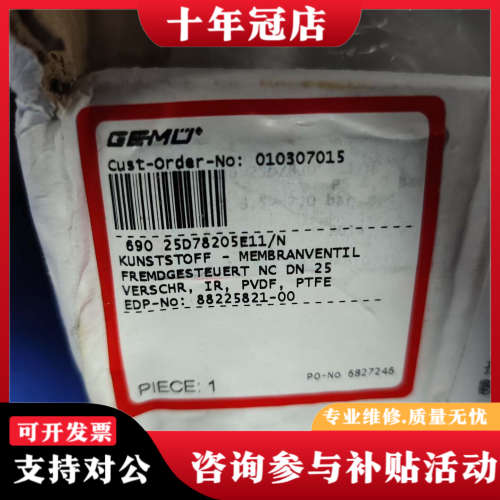 十年冠店
GEMÜ
Cust-Order-No: 010307015
690 25D78205E11/N
KUNSTSTOFF - MEMBRANVENTIL
FREMDGESTEUERT NC DN 25
VERSCHR, IR, PVDF, PTFE
EDP-No: 88225821-00
PO-No 6827246
PIECE: 1
专业维修.质量无忧
可开发票
支持对公
咨询参与补贴活动